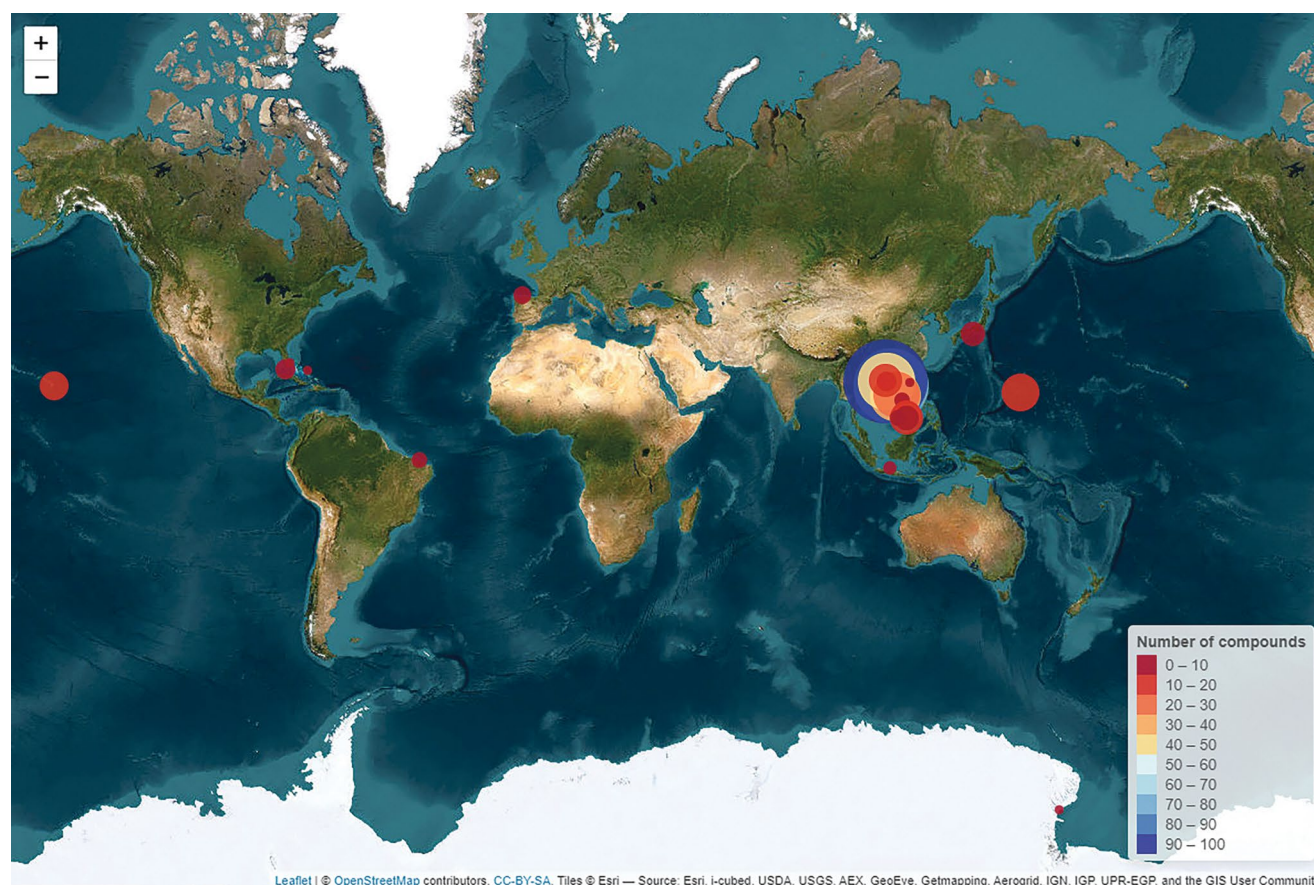 +
−
Number of compounds
0 – 10
10 – 20
20 – 30
30 – 40
40 – 50
50 – 60
60 – 70
70 – 80
80 – 90
90 – 100
Leaflet | © OpenStreetMap contributors, CC-BY-SA, Tiles © Esri — Source: Esri, i-cubed, USDA, USGS, AEX, GeoEye, Getmapping, Aerogrid, IGN, IGP, UPR-EGP, and the GIS User Communi